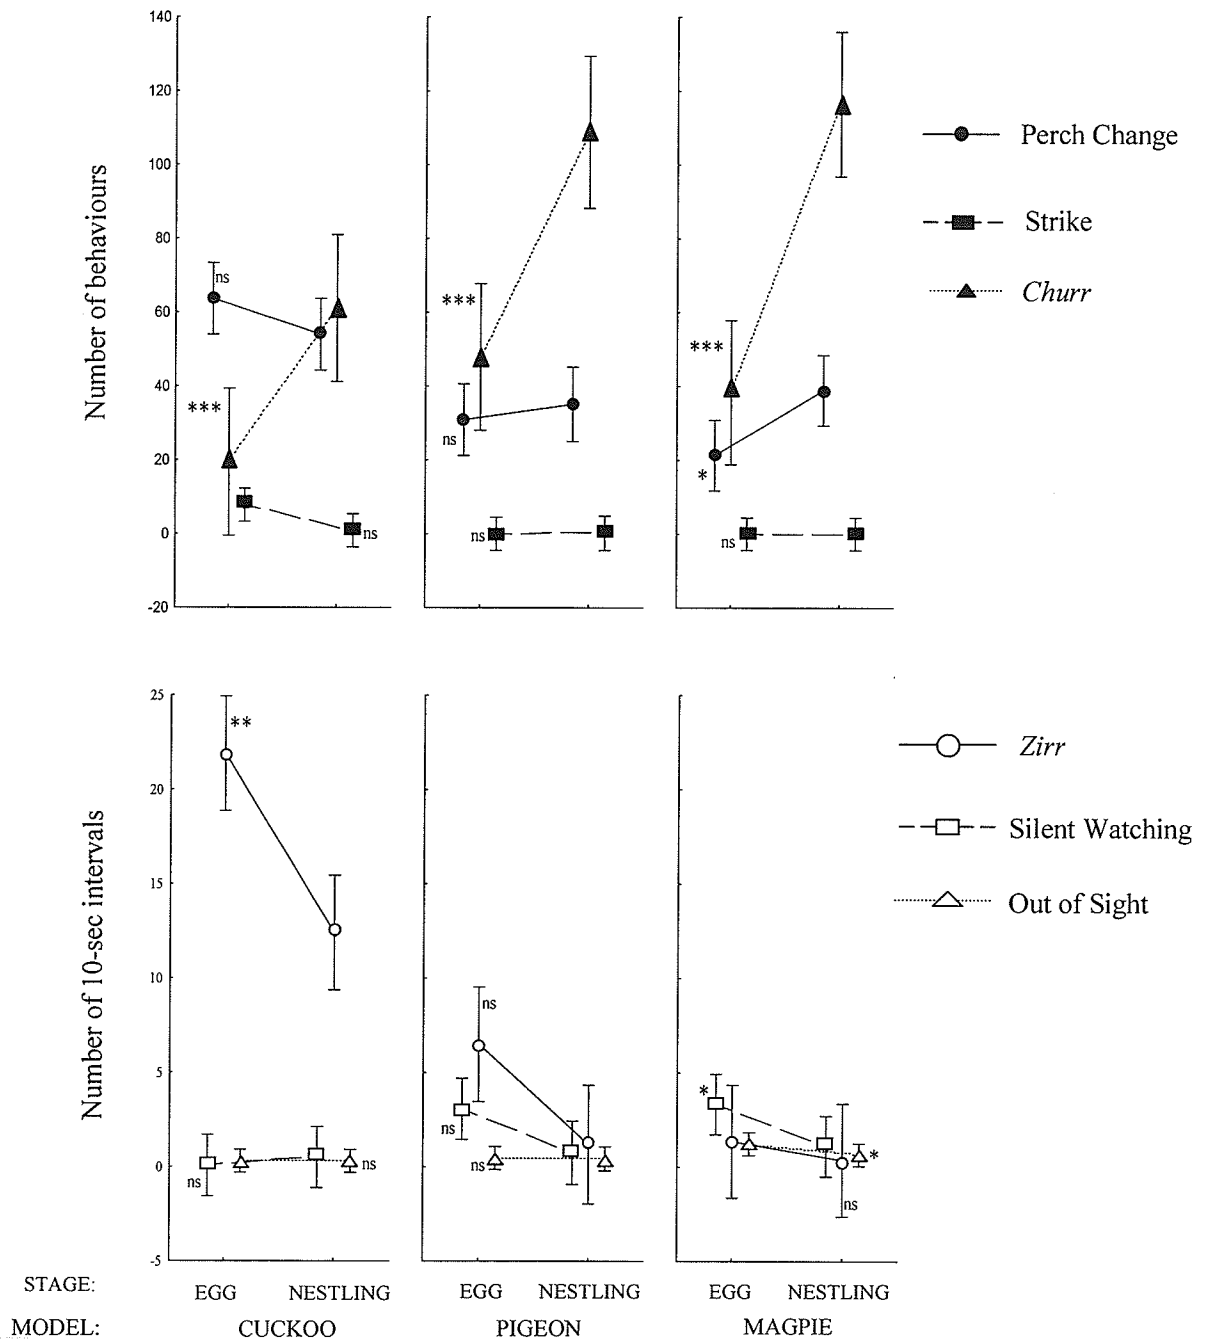 140
120
100
80
60
40
20
0
-20
Number of behaviours
ns
***
ns
***
ns
ns
***
*
ns
Perch Change
Strike
Churr
25
20
15
10
5
0
-5
Number of 10-sec intervals
**
ns
ns
ns
ns
ns
*
*
ns
Zirr
Silent Watching
Out of Sight
STAGE: EGG NESTLING EGG NESTLING EGG NESTLING
MODEL: CUCKOO PIGEON MAGPIE